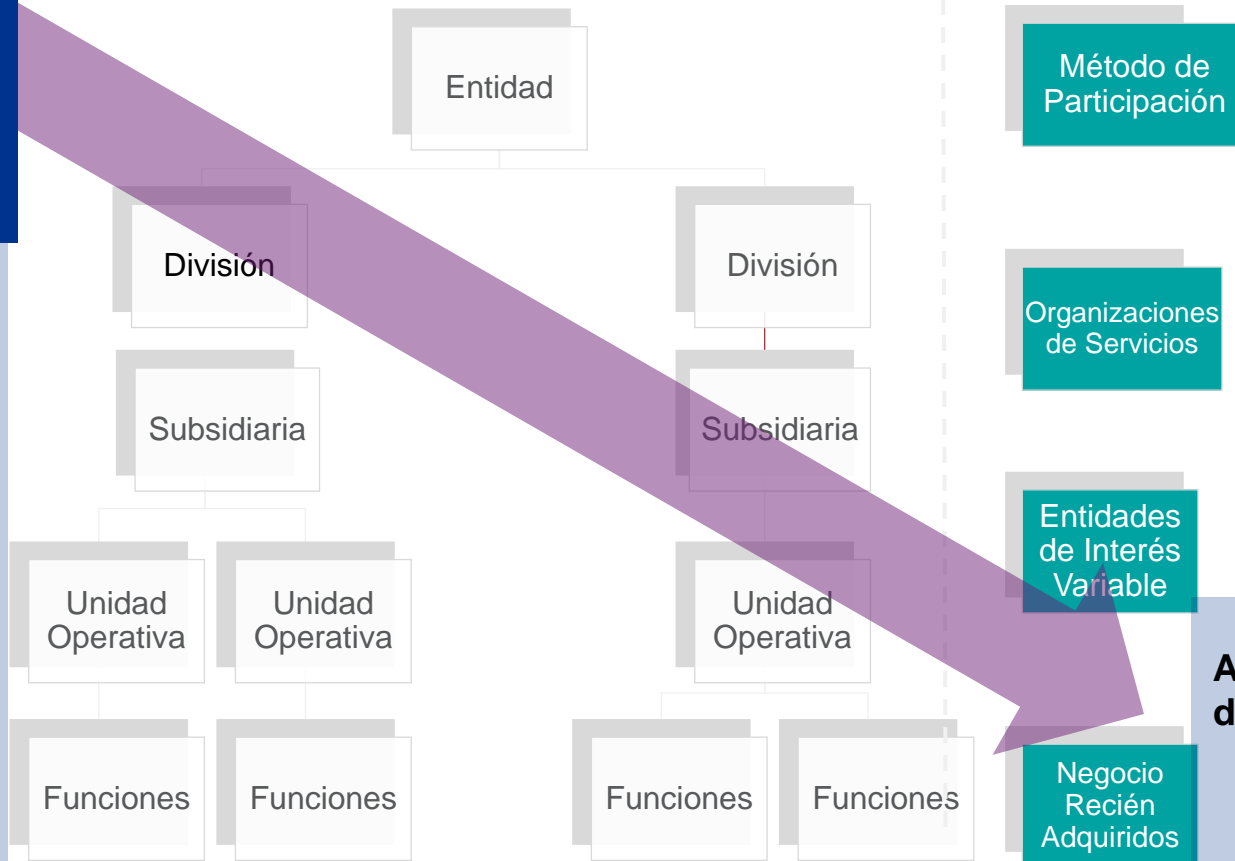 Entidad
Método de
Participación
División
División
Organizaciones
de Servicios
Subsidiaria
Subsidiaria
Entidades
de Interés
Variable
Unidad
Operativa
Unidad
Operativa
Unidad
Operativa
A
d
Funciones
Funciones
Funciones
Funciones
Negocio
Recién
Adquiridos